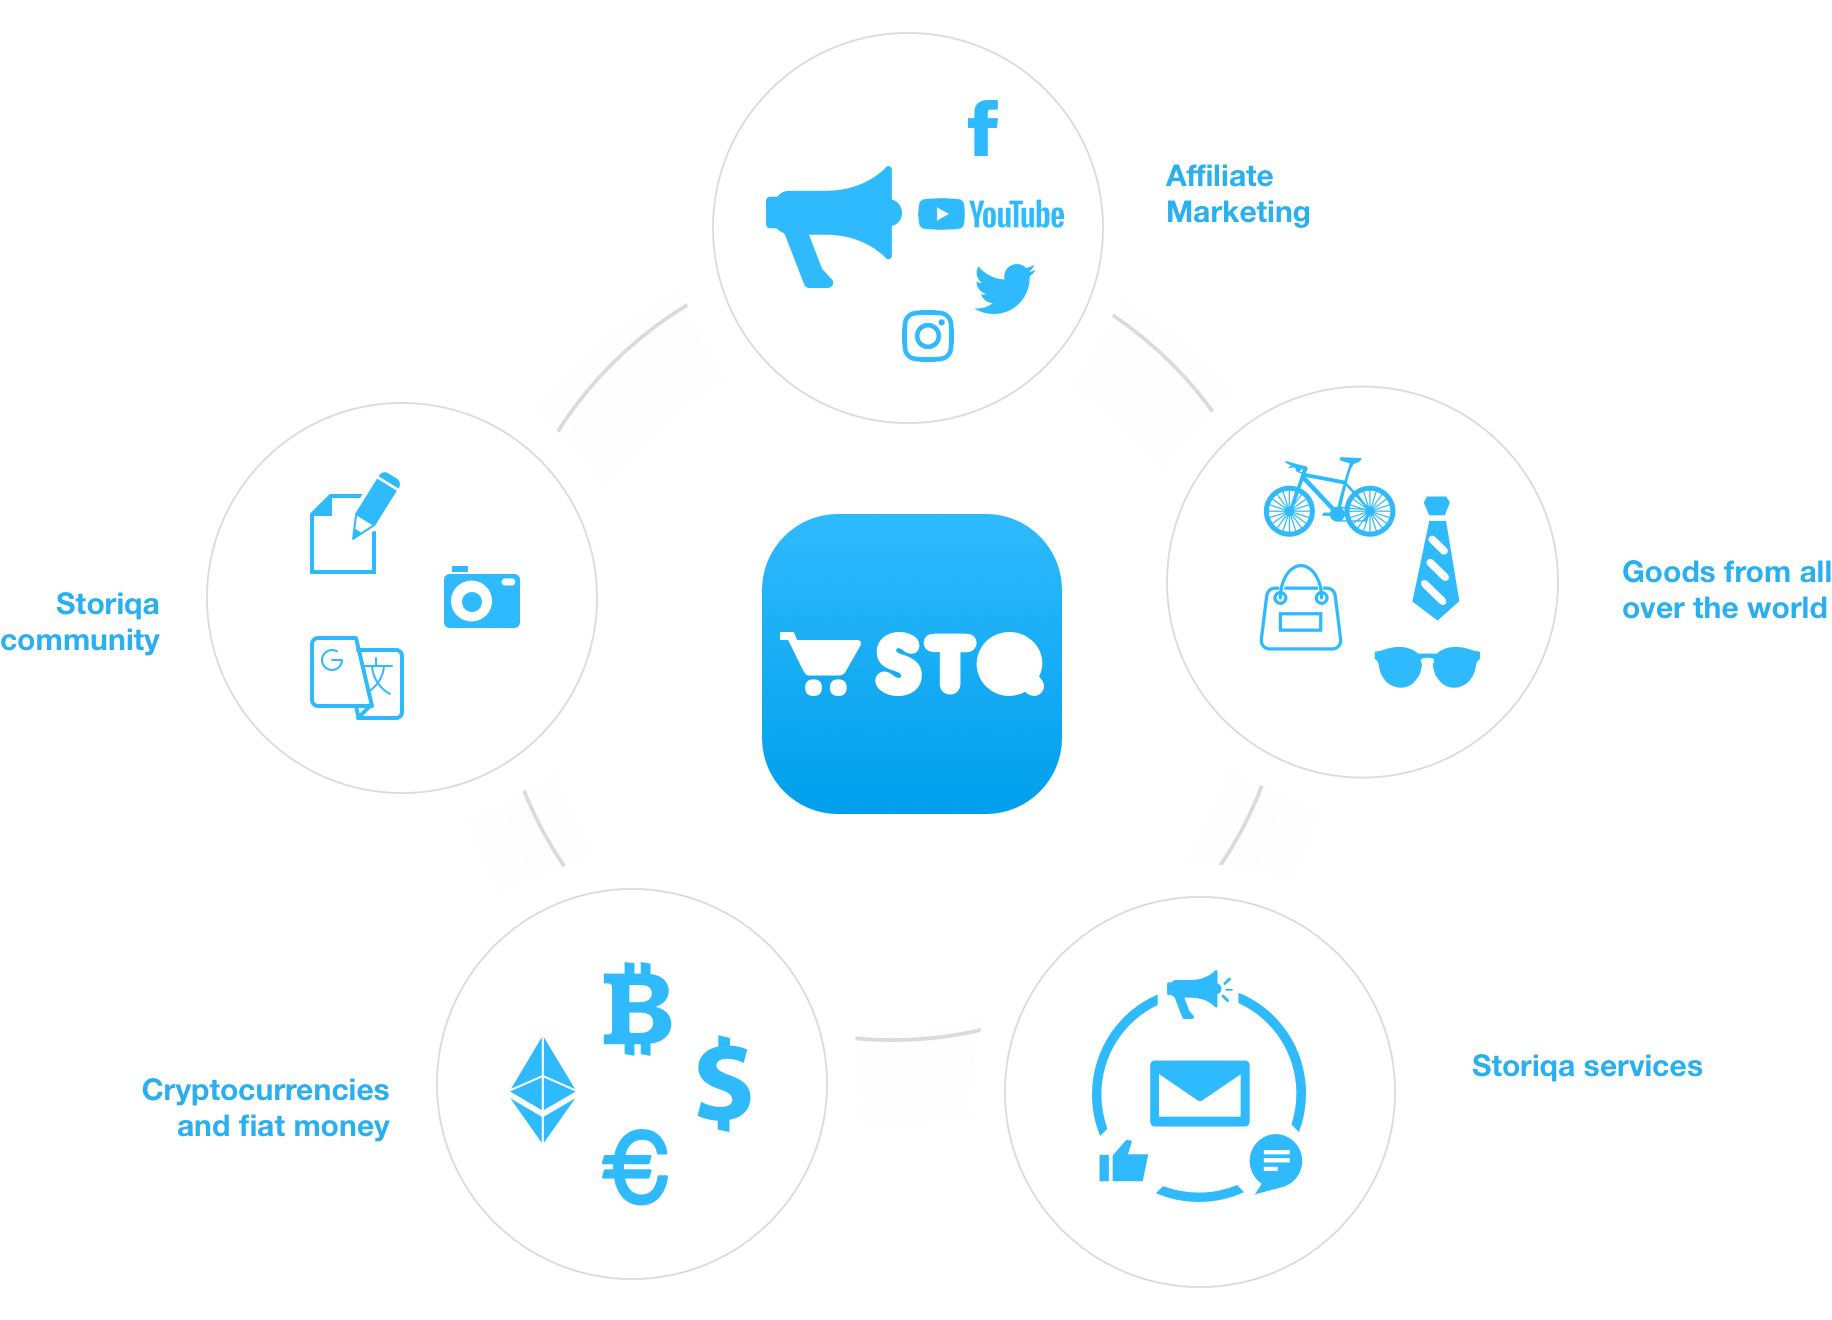 YouTube
Affiliate
Marketing
Goods from all
over the world
Storiqa
community
G
文
STQ
Cryptocurrencies
and fiat money
Storiqa services